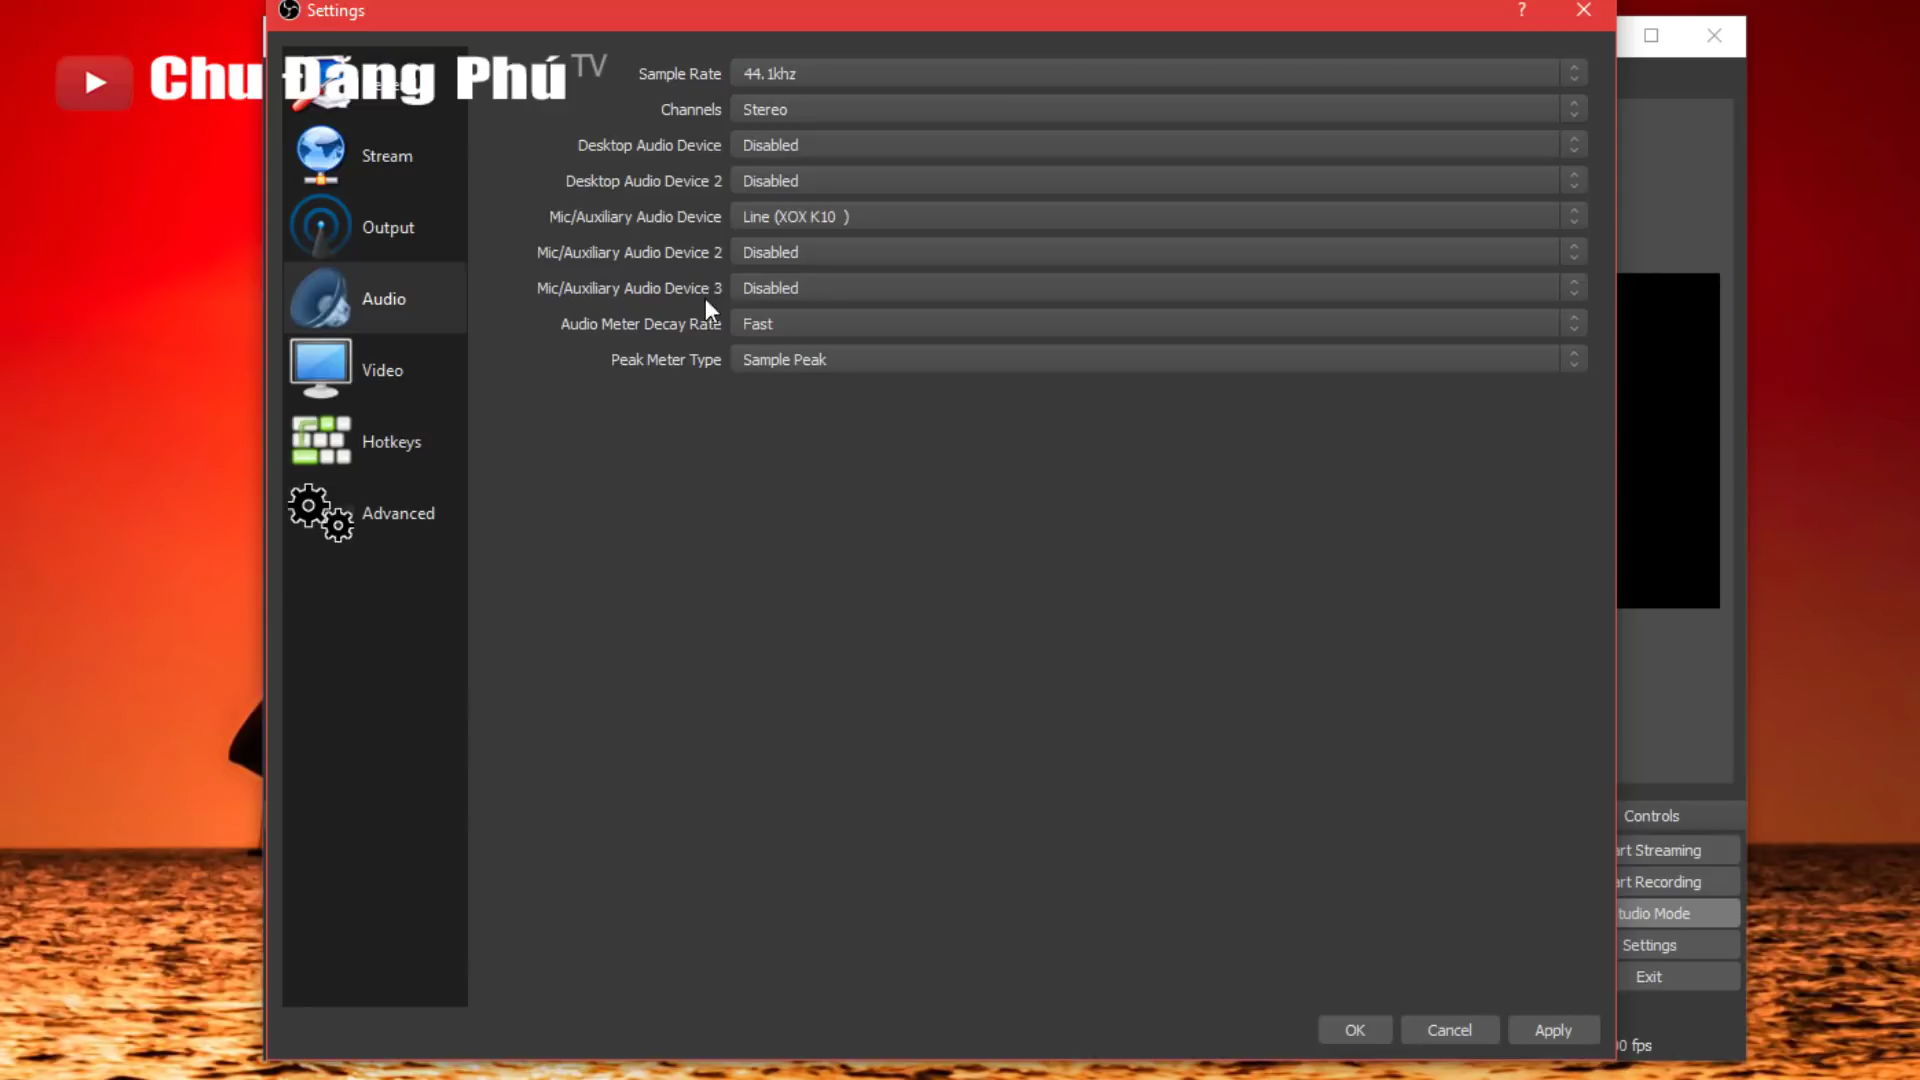 Settings
?
Chu Đăng Phú TV
Stream
Output
Audio
Video
Hotkeys
Advanced
Sample Rate 44.1khz
Channels Stereo
Desktop Audio Device Disabled
Desktop Audio Device 2 Disabled
Mic/Auxiliary Audio Device Line (XOX K10 )
Mic/Auxiliary Audio Device 2 Disabled
Mic/Auxiliary Audio Device 3 Disabled
Audio Meter Decay Rate Fast
Peak Meter Type Sample Peak
OK Cancel Apply
Controls
art Streaming
art Recording
tudio Mode
Settings
Exit
0 fps